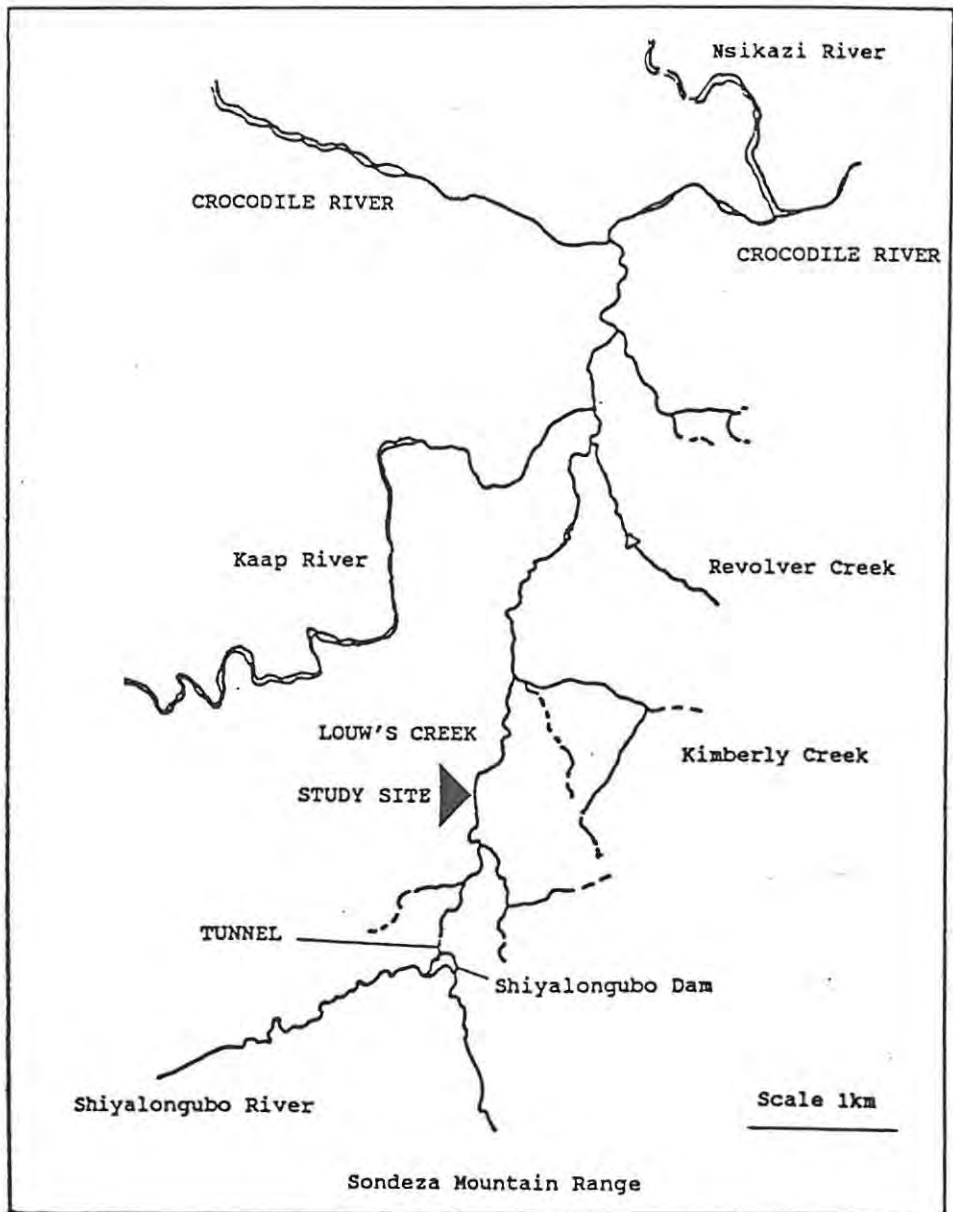 Nsikazi River
CROCODILE RIVER
CROCODILE RIVER
Kaap River
Revolver Creek
LOUW'S CREEK
Kimberly Creek
STUDY SITE
TUNNEL
Shiyalongubo Dam
Shiyalongubo River
Scale 1km
Sondeza Mountain Range